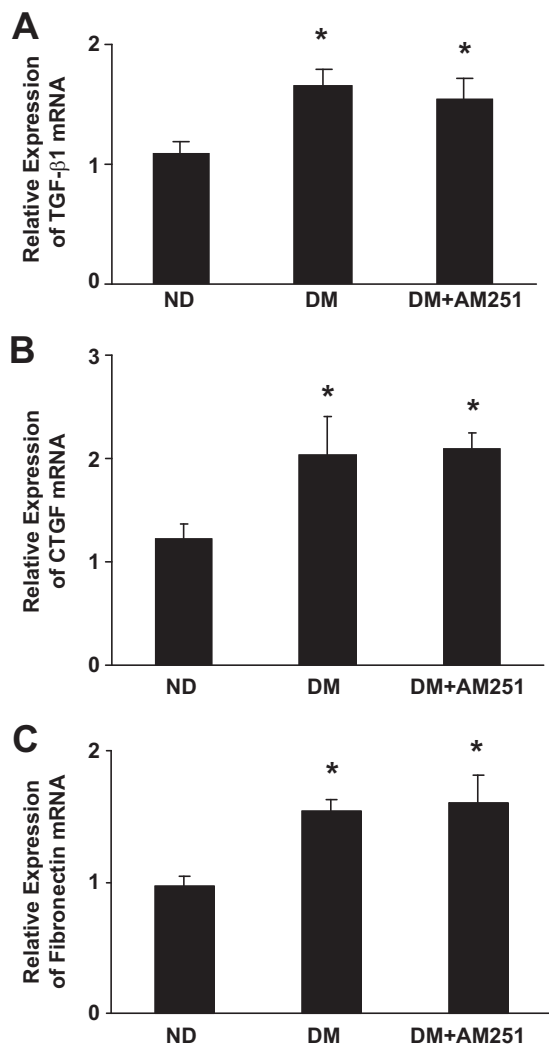 A
Relative Expression
of TGF-β1 mRNA
2
1
0
*
*
ND DM DM+AM251
B
Relative Expression
of CTGF mRNA
3
2
1
0
*
*
ND DM DM+AM251
C
Relative Expression
of Fibronectin mRNA
2
1
0
*
*
ND DM DM+AM251